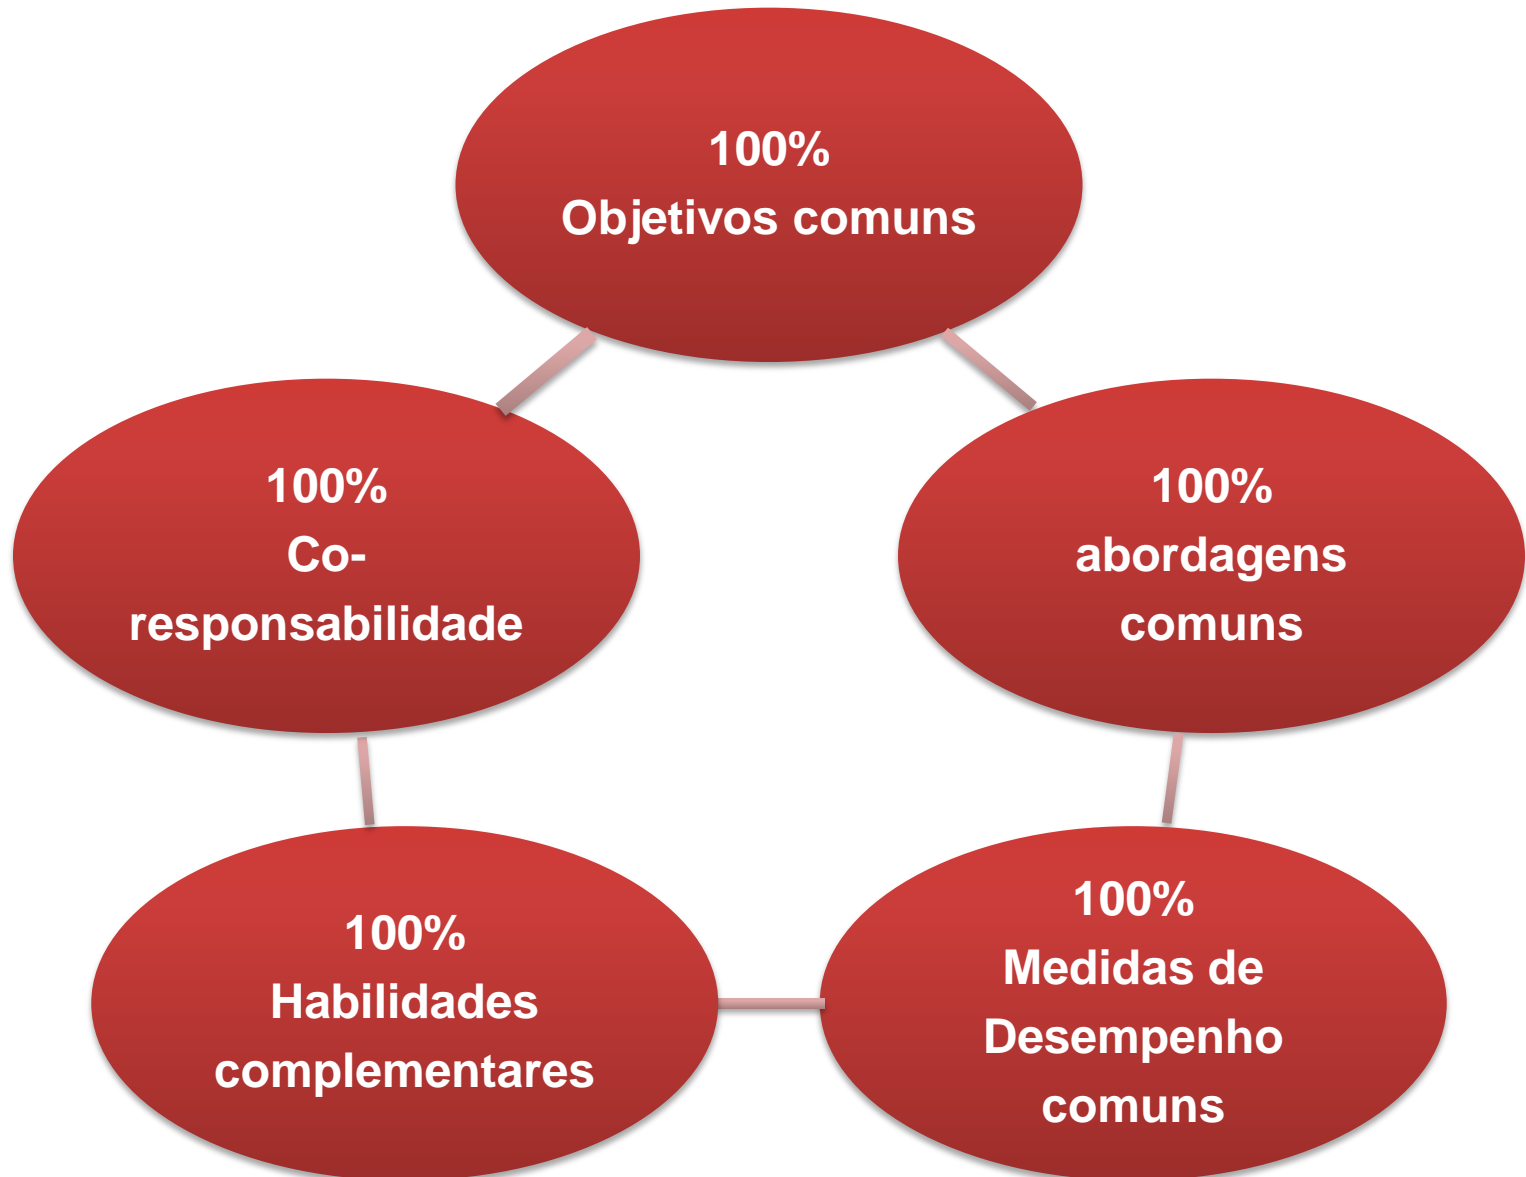 100%
Objetivos comuns
100%
Co-
responsabilidade
100%
abordagens
comuns
100%
Habilidades
complementares
100%
Medidas de
Desempenho
comuns